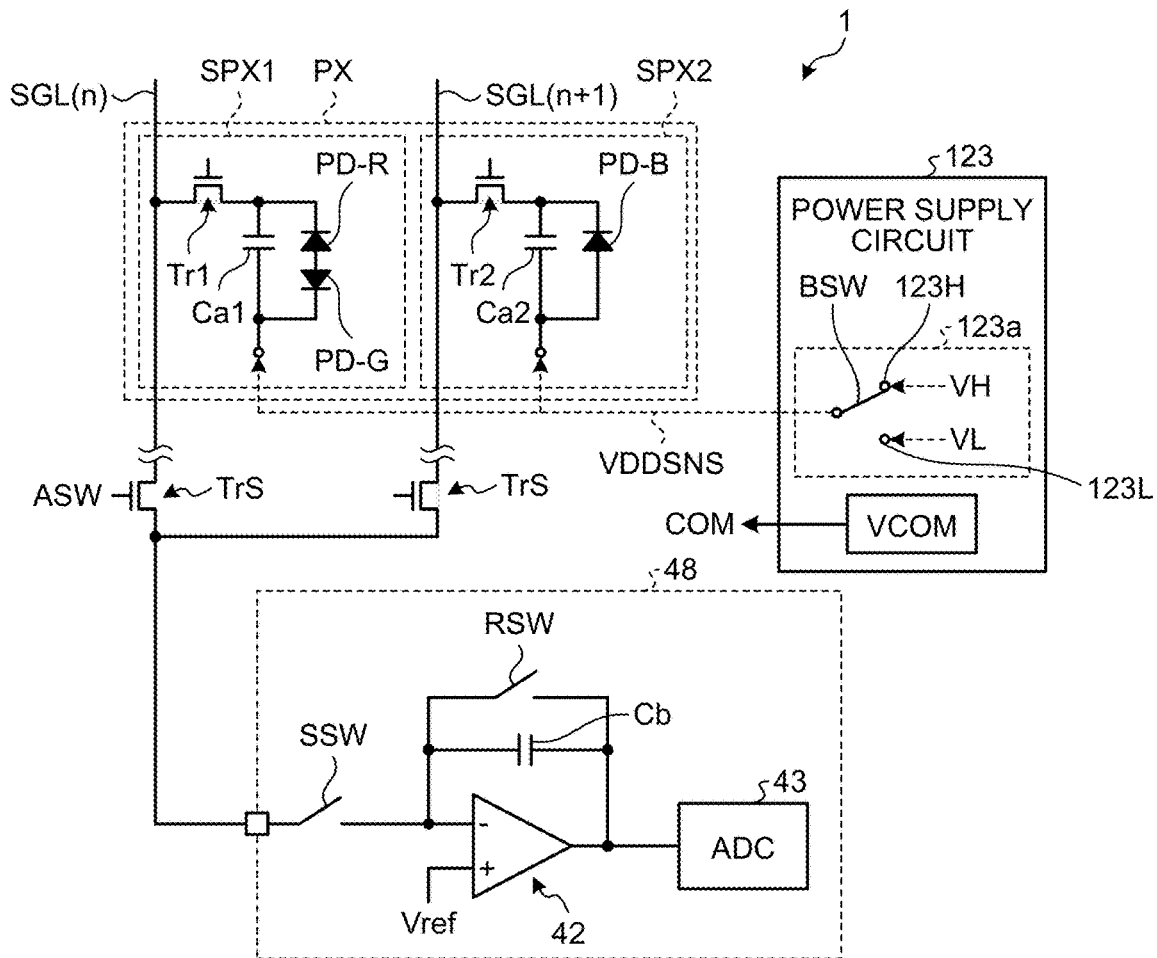 1
SPX1 PX SPX2
SGL(n) SGL(n+1)
PD-R PD-B
123
POWER SUPPLY
CIRCUIT
Tr1 Tr2
BSW 123H
Ca1 Ca2
123a
PD-G
VH
VL
VDDSNS
123L
ASW TrS TrS
COM VCOM
48
RSW
Cb
SSW
43
-
ADC
+
Vref 42